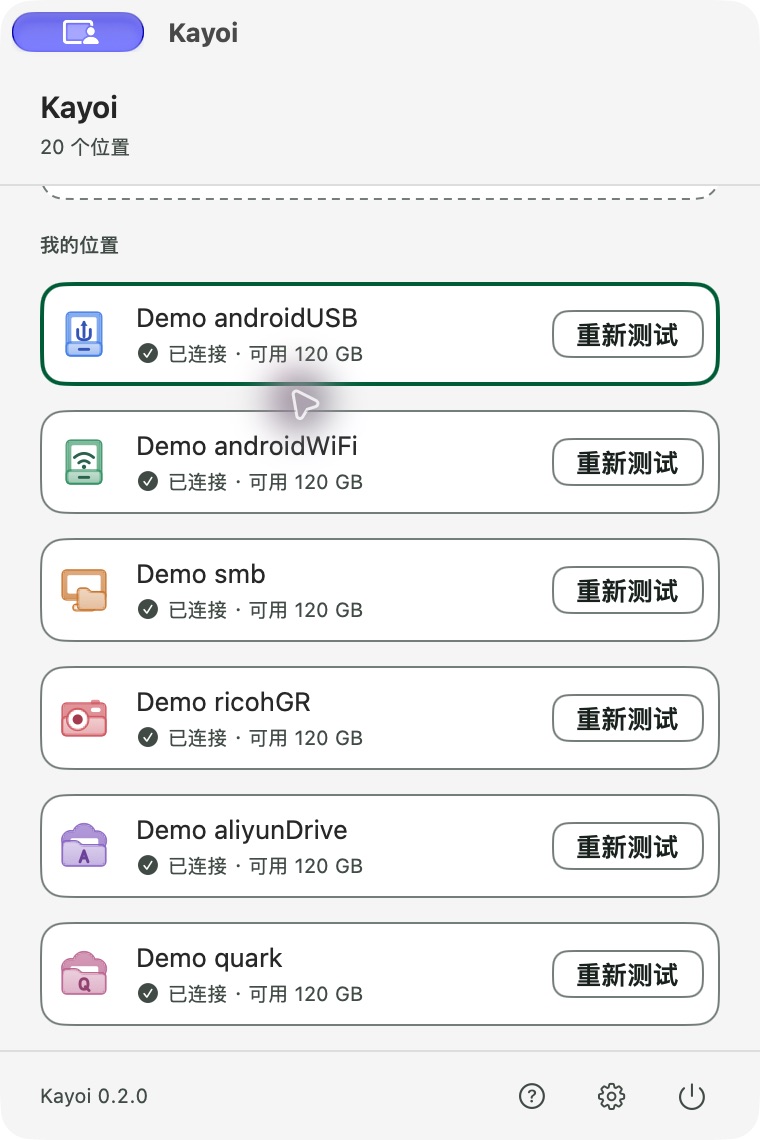 Kayoi
Kayoi
20 个位置
我的位置
Demo androidUSB
已连接 · 可用 120 GB
重新测试
Demo androidWiFi
已连接 · 可用 120 GB
重新测试
Demo smb
已连接 · 可用 120 GB
重新测试
Demo ricohGR
已连接 · 可用 120 GB
重新测试
Demo aliyunDrive
已连接 · 可用 120 GB
重新测试
A
Demo quark
已连接 · 可用 120 GB
重新测试
Q
Kayoi 0.2.0
?